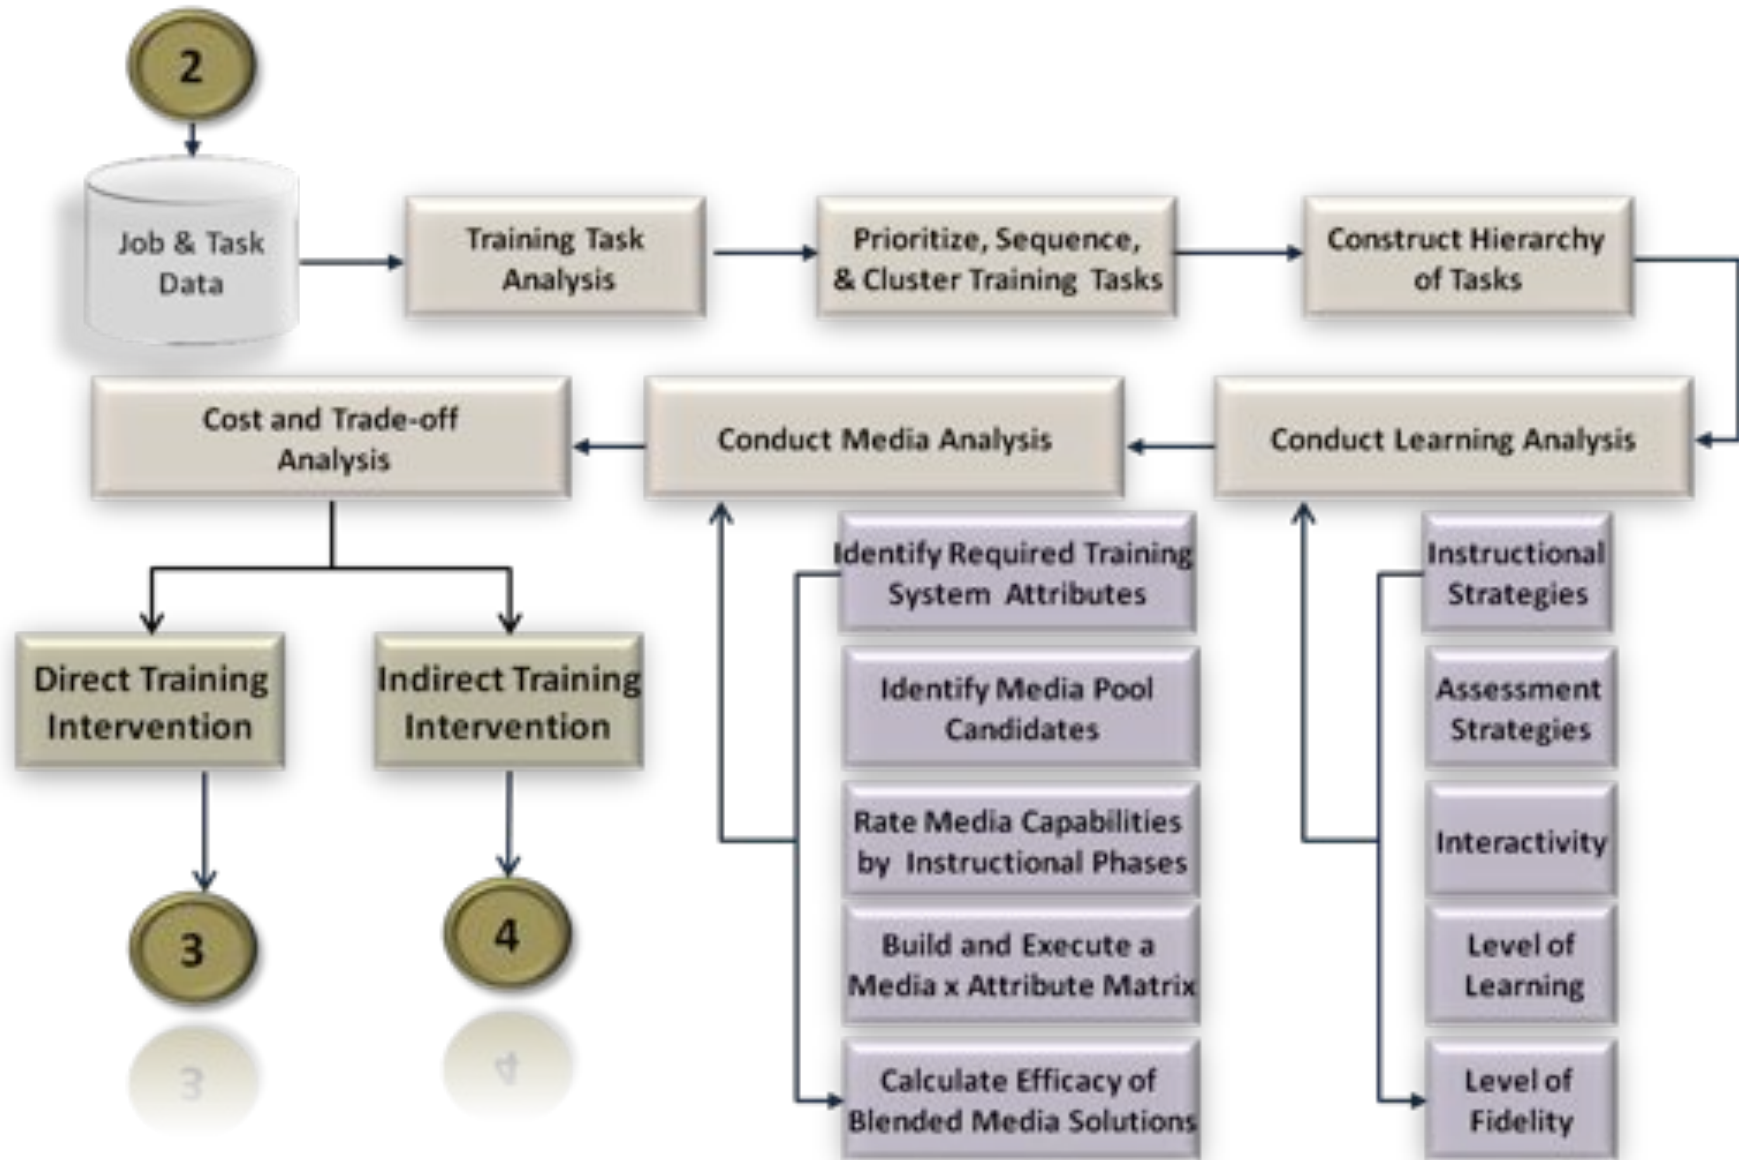 2
Job & Task
Data
Training Task
Analysis
Prioritize, Sequence,
& Cluster Training Tasks
Construct Hierarchy
of Tasks
Cost and Trade-off
Analysis
Conduct Media Analysis
Conduct Learning Analysis
Direct Training
Intervention
Indirect Training
Intervention
3
4
Identify Required Training
System Attributes
Identify Media Pool
Candidates
Rate Media Capabilities
by Instructional Phases
Build and Execute a
Media x Attribute Matrix
Calculate Efficacy of
Blended Media Solutions
Instructional
Strategies
Assessment
Strategies
Interactivity
Level of
Learning
Level of
Fidelity